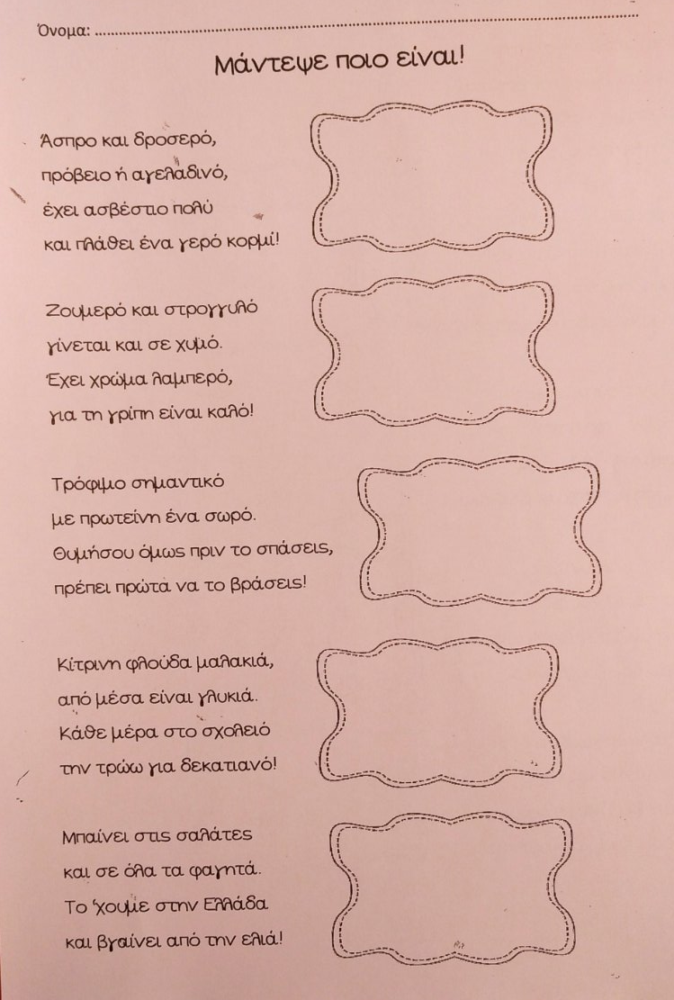 Όνομα: ........................................................................
Μάντεψε ποιο είναι!
Άσπρο και δροσερό,
πρόβειο ή αγελαδινό,
έχει ασβέστιο πολύ
και πλάθει ένα γερό κορμί!
Ζουμερό και στρογγυλό
γίνεται και σε χυμό.
Έχει χρώμα λαμπερό,
για τη γρίπη είναι καλό!
Τρόφιμο σημαντικό
με πρωτεΐνη ένα σωρό.
Θυμήσου όμως πριν το σπάσεις,
πρέπει πρώτα να το βράσεις!
Κίτρινη φλούδα μαλακιά,
από μέσα είναι γλυκιά.
Κάθε μέρα στο σχολειό
την τρώω για δεκατιανό!
Μπαίνει στις σαλάτες
και σε όλα τα φαγητά.
Το 'χουμε στην Ελλάδα
και βγαίνει από την ελιά!